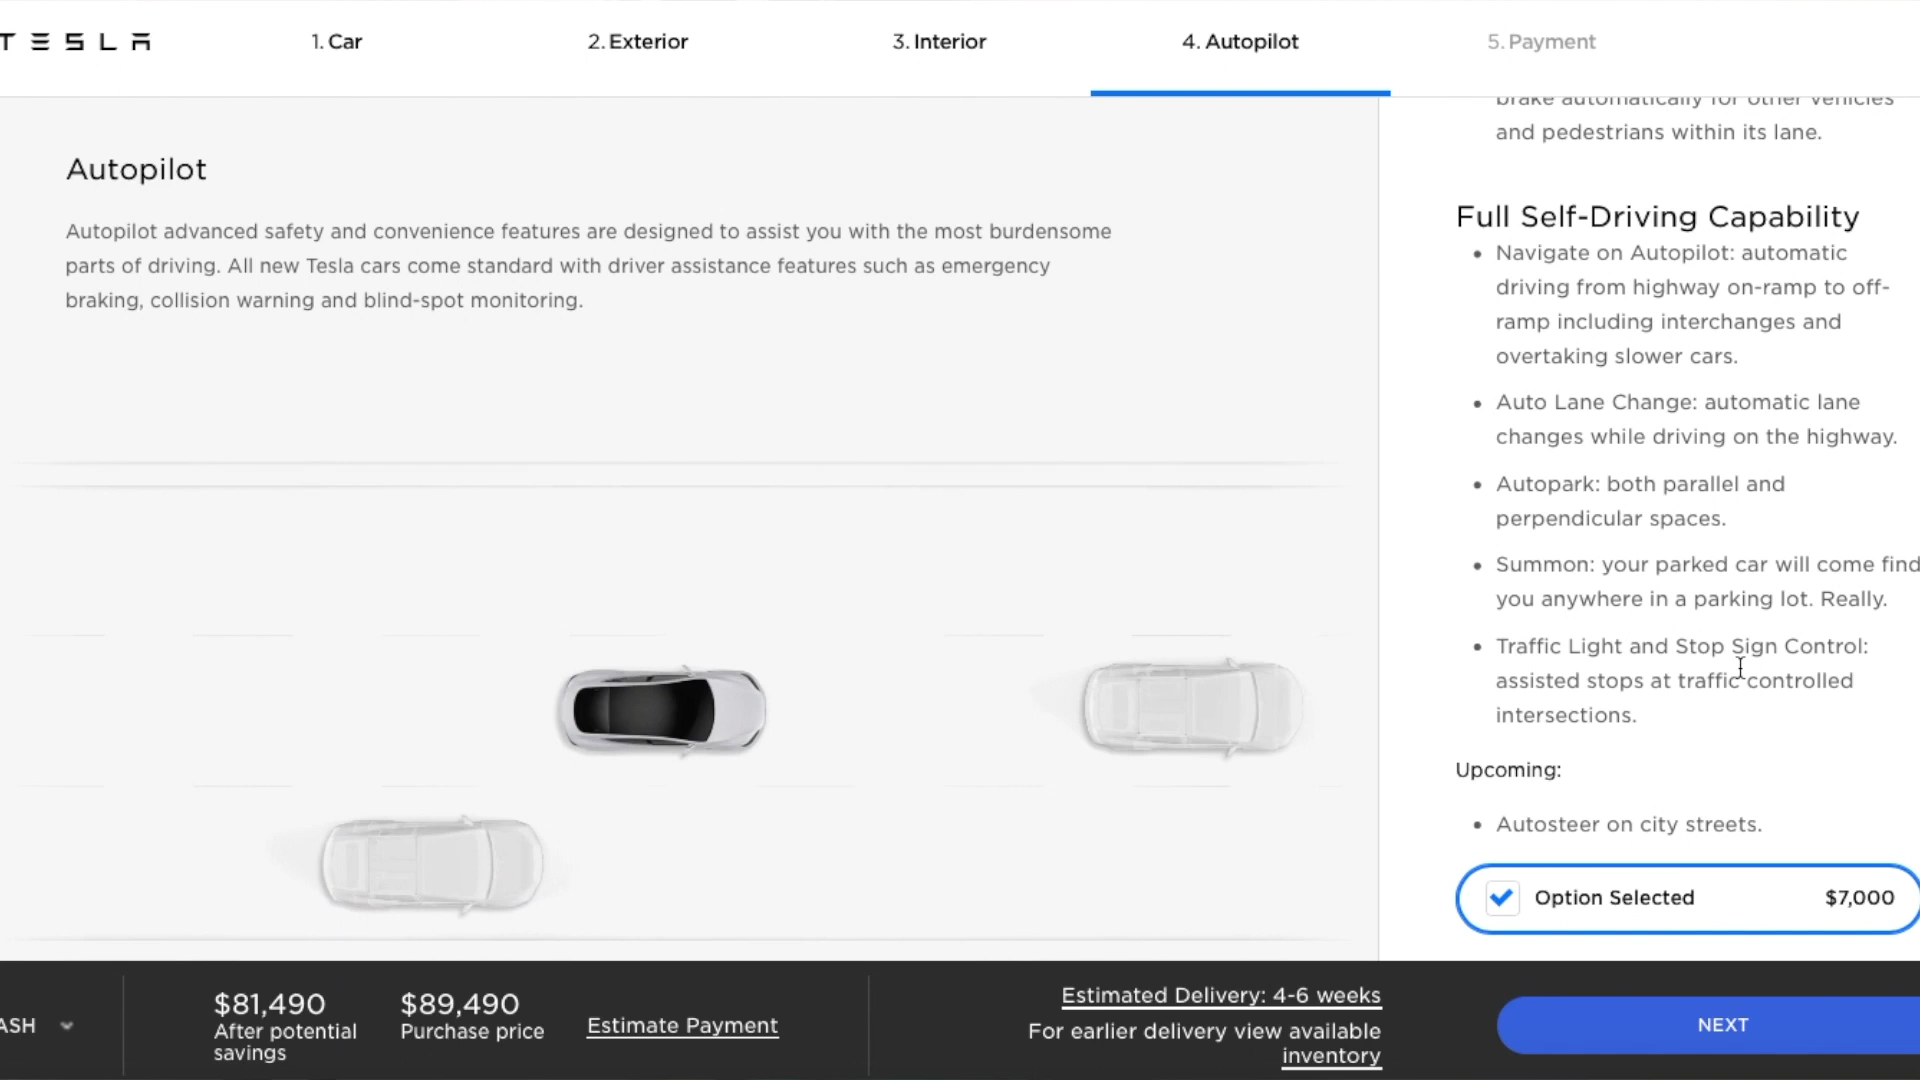 TESLA
1. Car
2. Exterior
3. Interior
4. Autopilot
5. Payment
Autopilot
Autopilot advanced safety and convenience features are designed to assist you with the most burdensome
parts of driving. All new Tesla cars come standard with driver assistance features such as emergency
braking, collision warning and blind-spot monitoring.
brake automatically for other vehicles
and pedestrians within its lane.
Full Self-Driving Capability
• Navigate on Autopilot: automatic
driving from highway on-ramp to off-
ramp including interchanges and
overtaking slower cars.
• Auto Lane Change: automatic lane
changes while driving on the highway.
• Autopark: both parallel and
perpendicular spaces.
• Summon: your parked car will come find
you anywhere in a parking lot. Really.
• Traffic Light and Stop Sign Control:
assisted stops at traffic controlled
intersections.
Upcoming:
• Autosteer on city streets.
Option Selected $7,000
ASH
$81,490
After potential
savings
$89,490
Purchase price
Estimate Payment
Estimated Delivery: 4-6 weeks
For earlier delivery view available
inventory
NEXT